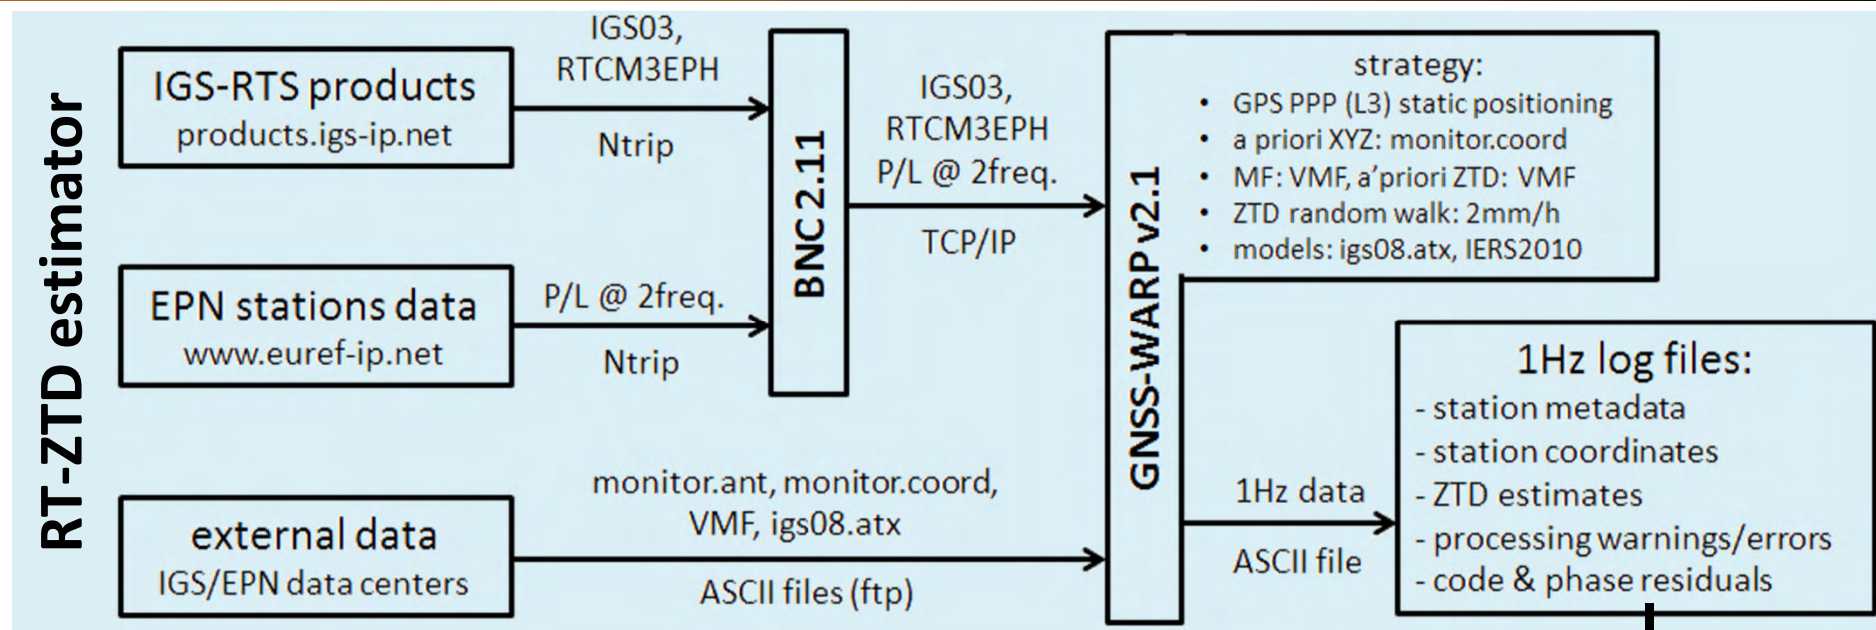 RT-ZTD estimator
IGS-RTS products
products.igs-ip.net
IGS03,
RTCM3EPH
Ntrip
EPN stations data
www.euref-ip.net
P/L @ 2freq.
Ntrip
BNC 2.11
IGS03,
RTCM3EPH
P/L @ 2freq.
TCP/IP
external data
IGS/EPN data centers
monitor.ant, monitor.coord,
VMF, igs08.atx
ASCII files (ftp)
GNSS-WARP v2.1
strategy:
• GPS PPP (L3) static positioning
• a priori XYZ: monitor.coord
• MF: VMF, a'priori ZTD: VMF
• ZTD random walk: 2mm/h
• models: igs08.atx, IERS2010
1Hz data
ASCII file
1Hz log files:
- station metadata
- station coordinates
- ZTD estimates
- processing warnings/errors
- code & phase residuals